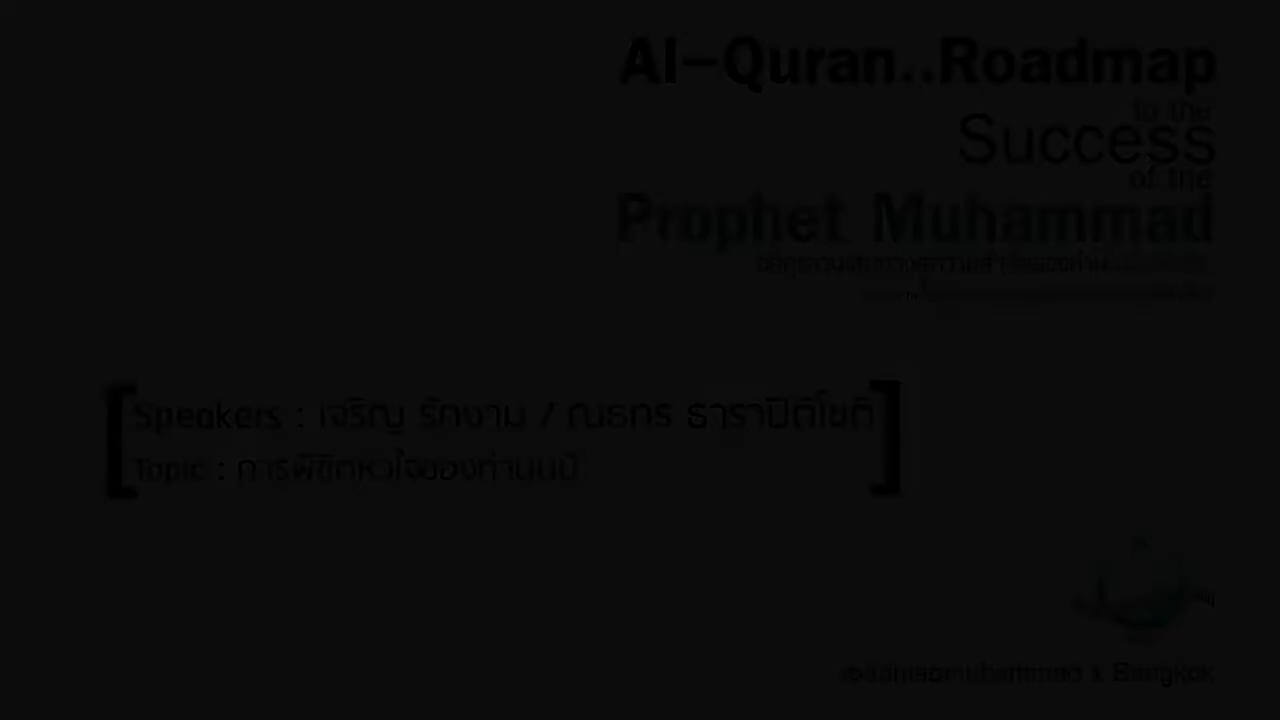 Al-Quran..Roadmap
to the
Success
of the
Prophet Muhammad
Speakers : เจริญ รักงาม / ณธกร ธาราปิติโชติ
Topic : การพิชิตหัวใจของท่านนบี
x Bangkok